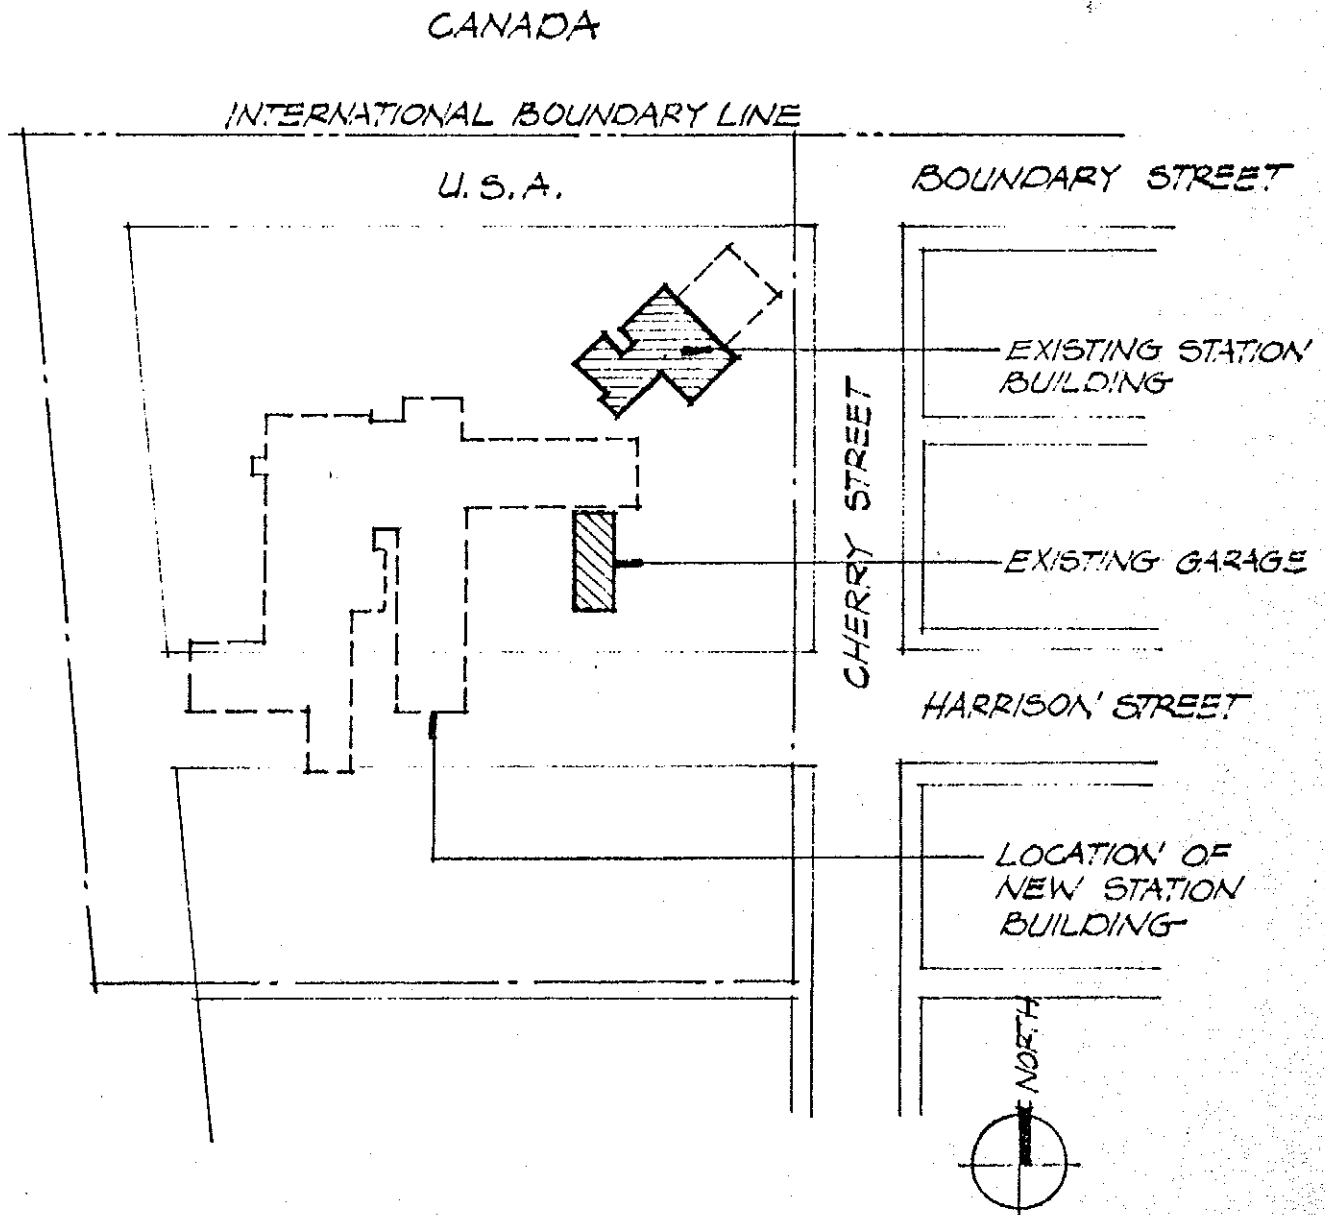 CANADA
INTERNATIONAL BOUNDARY LINE
U.S.A.
BOUNDARY STREET
EXISTING STATION
BUILDING
CHERRY STREET
EXISTING GARAGE
HARRISON STREET
LOCATION OF
NEW STATION
BUILDING
NORTH